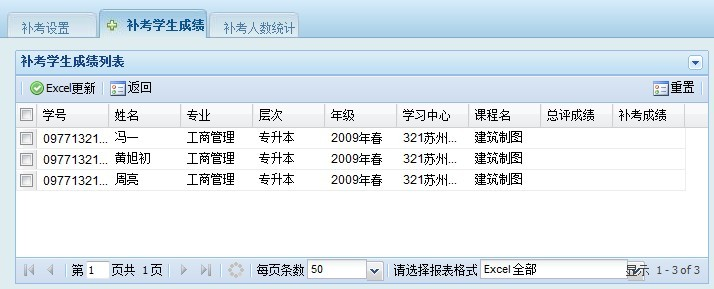 补考设置 补考学生成绩 补考人数统计
补考学生成绩列表
Excel更新 返回 重置
学号 姓名 专业 层次 年级 学习中心 课程名 总评成绩 补考成绩
09771321... 冯一 工商管理 专升本 2009年春 321苏州... 建筑制图
09771321... 黄旭初 工商管理 专升本 2009年春 321苏州... 建筑制图
09771321... 周亮 工商管理 专升本 2009年春 321苏州... 建筑制图
第 1 页共 1 页 每页条数 50 请选择报表格式 Excel 全部 显示 1 - 3 of 3